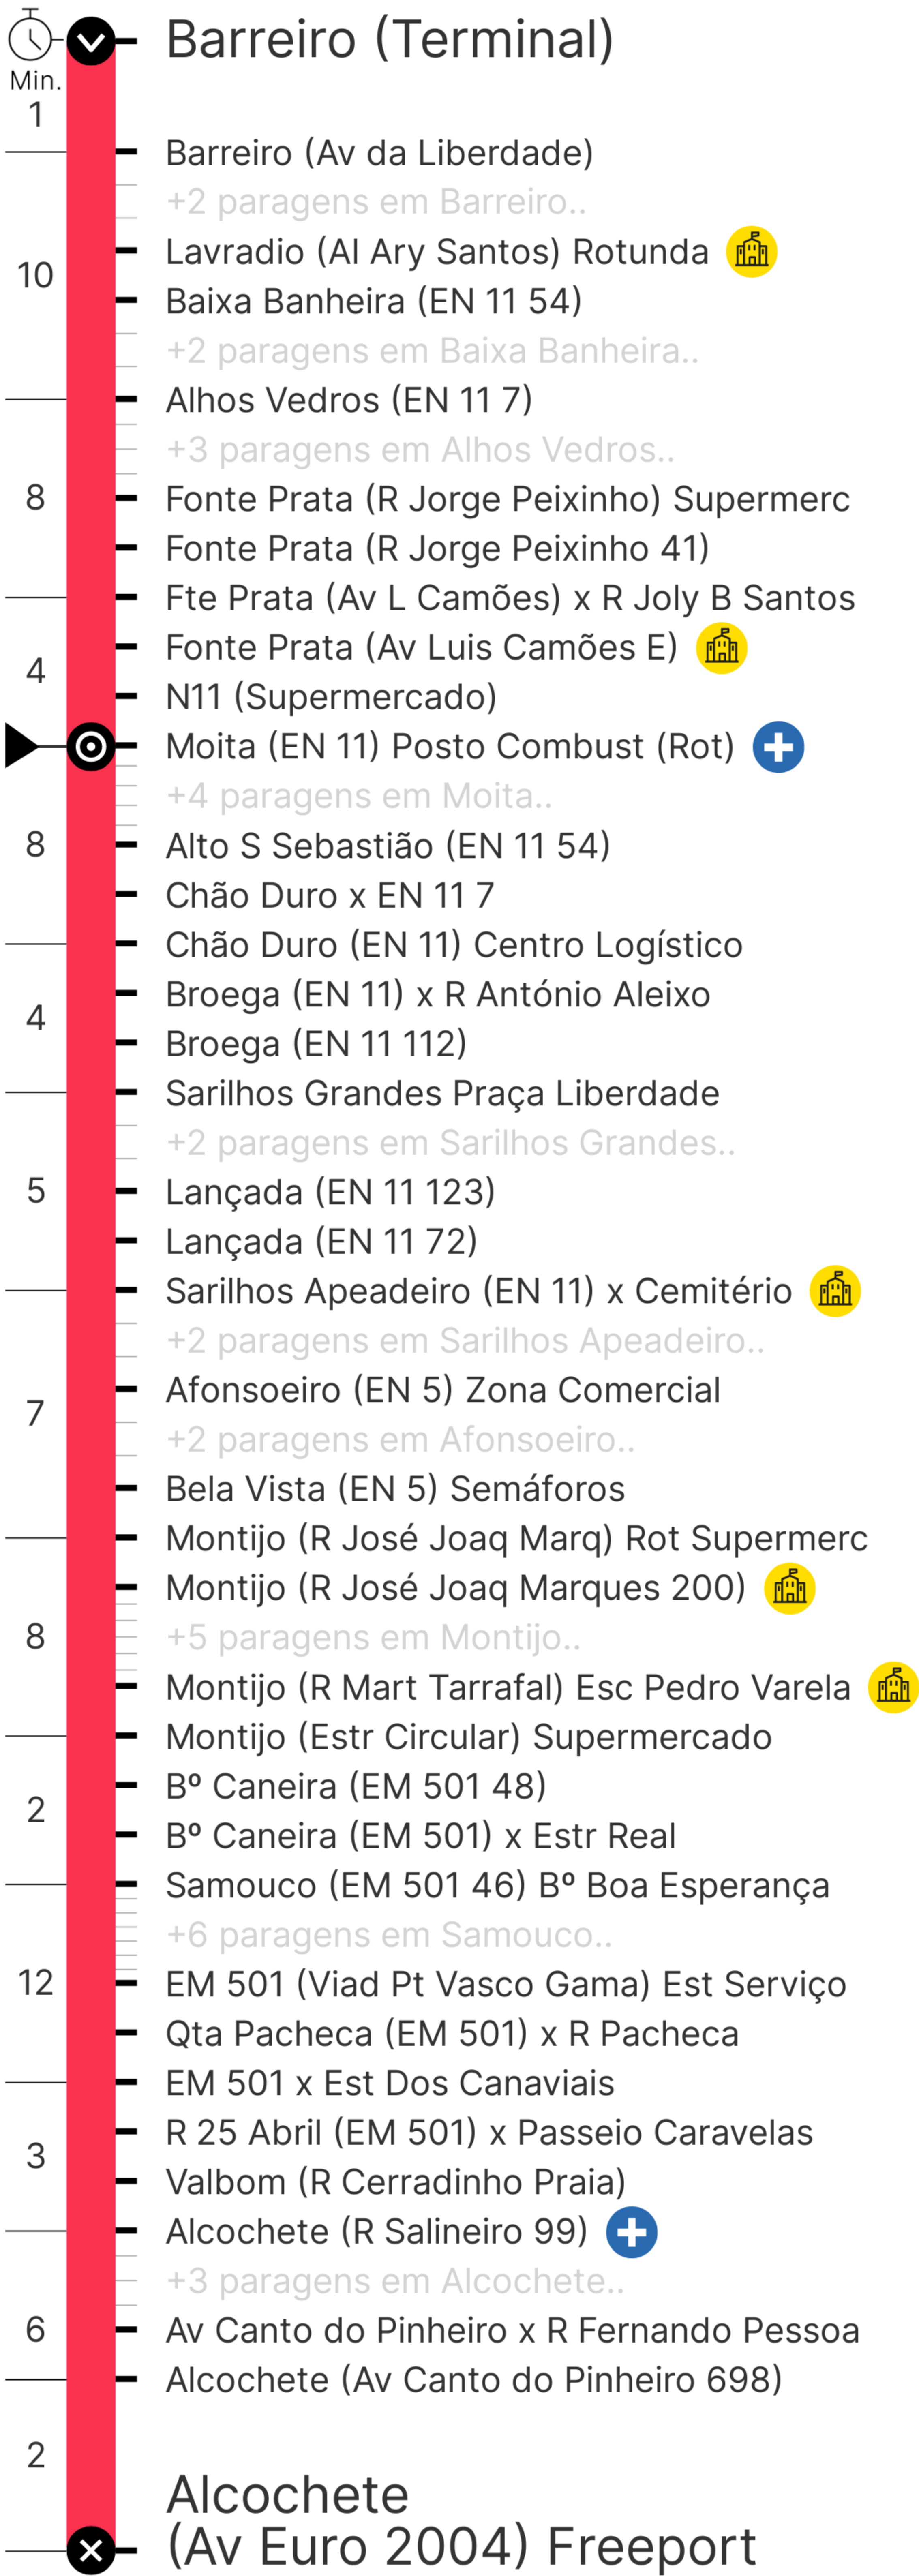 Barreiro (Terminal)
Min.
1
Barreiro (Av da Liberdade)
+2 paragens em Barreiro..
Lavradio (Al Ary Santos) Rotunda
10
Baixa Banheira (EN 11 54)
+2 paragens em Baixa Banheira..
Alhos Vedros (EN 11 7)
+3 paragens em Alhos Vedros..
8
Fonte Prata (R Jorge Peixinho) Supermerc
Fonte Prata (R Jorge Peixinho 41)
Fte Prata (Av L Camões) x R Joly B Santos
Fonte Prata (Av Luis Camões E)
4
N11 (Supermercado)
Moita (EN 11) Posto Combust (Rot)
+4 paragens em Moita..
8
Alto S Sebastião (EN 11 54)
Chão Duro x EN 11 7
Chão Duro (EN 11) Centro Logístico
Broega (EN 11) x R António Aleixo
4
Broega (EN 11 112)
Sarilhos Grandes Praça Liberdade
+2 paragens em Sarilhos Grandes..
5
Lançada (EN 11 123)
Lançada (EN 11 72)
Sarilhos Apeadeiro (EN 11) x Cemitério
+2 paragens em Sarilhos Apeadeiro..
Afonsoeiro (EN 5) Zona Comercial
7
+2 paragens em Afonsoeiro..
Bela Vista (EN 5) Semáforos
Montijo (R José Joaq Marq) Rot Supermerc
Montijo (R José Joaq Marques 200)
8
+5 paragens em Montijo..
Montijo (R Mart Tarrafal) Esc Pedro Varela
Montijo (Estr Circular) Supermercado
Bº Caneira (EM 501 48)
2
Bº Caneira (EM 501) x Estr Real
Samouco (EM 501 46) Bº Boa Esperança
+6 paragens em Samouco..
12
EM 501 (Viad Pt Vasco Gama) Est Serviço
Qta Pacheca (EM 501) x R Pacheca
EM 501 x Est Dos Canaviais
R 25 Abril (EM 501) x Passeio Caravelas
3
Valbom (R Cerradinho Praia)
Alcochete (R Salineiro 99)
+3 paragens em Alcochete..
6
Av Canto do Pinheiro x R Fernando Pessoa
Alcochete (Av Canto do Pinheiro 698)
2
Alcochete
(Av Euro 2004) Freeport